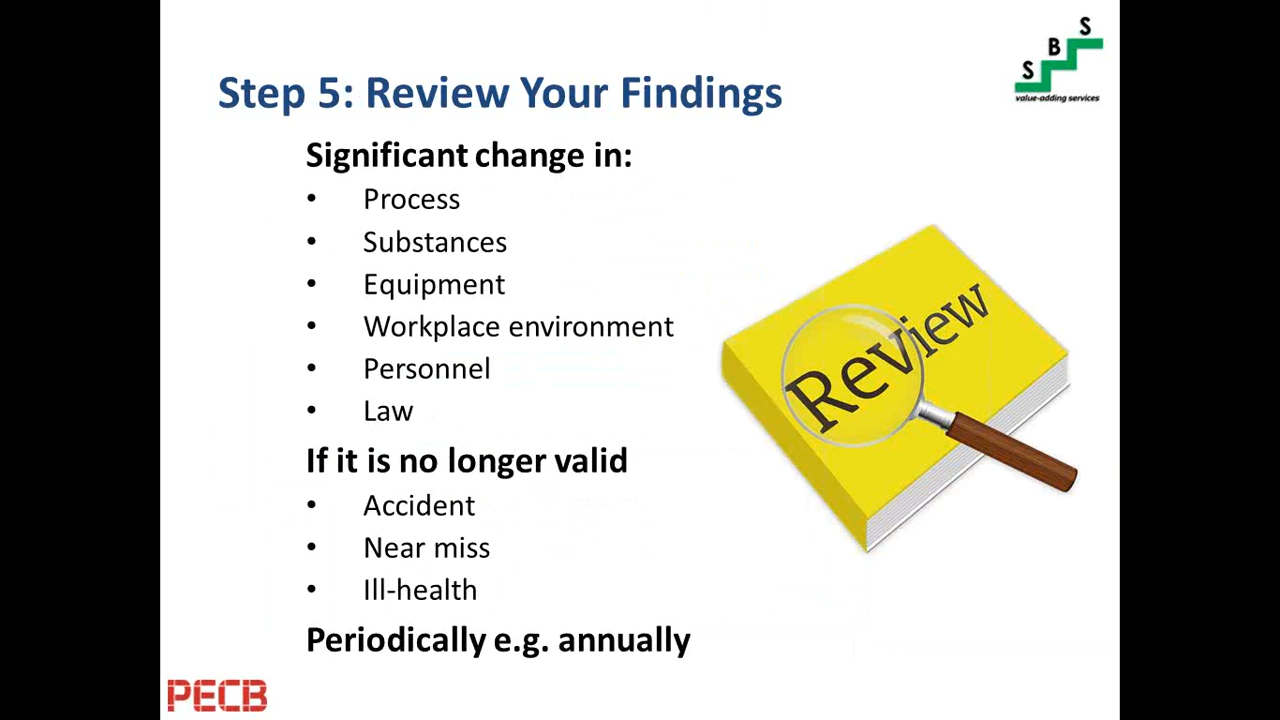 S
B
S
value-adding services
Step 5: Review Your Findings
Significant change in:
• Process
• Substances
• Equipment
• Workplace environment
• Personnel
• Law
If it is no longer valid
• Accident
• Near miss
• Ill-health
Periodically e.g. annually
Review
PECB